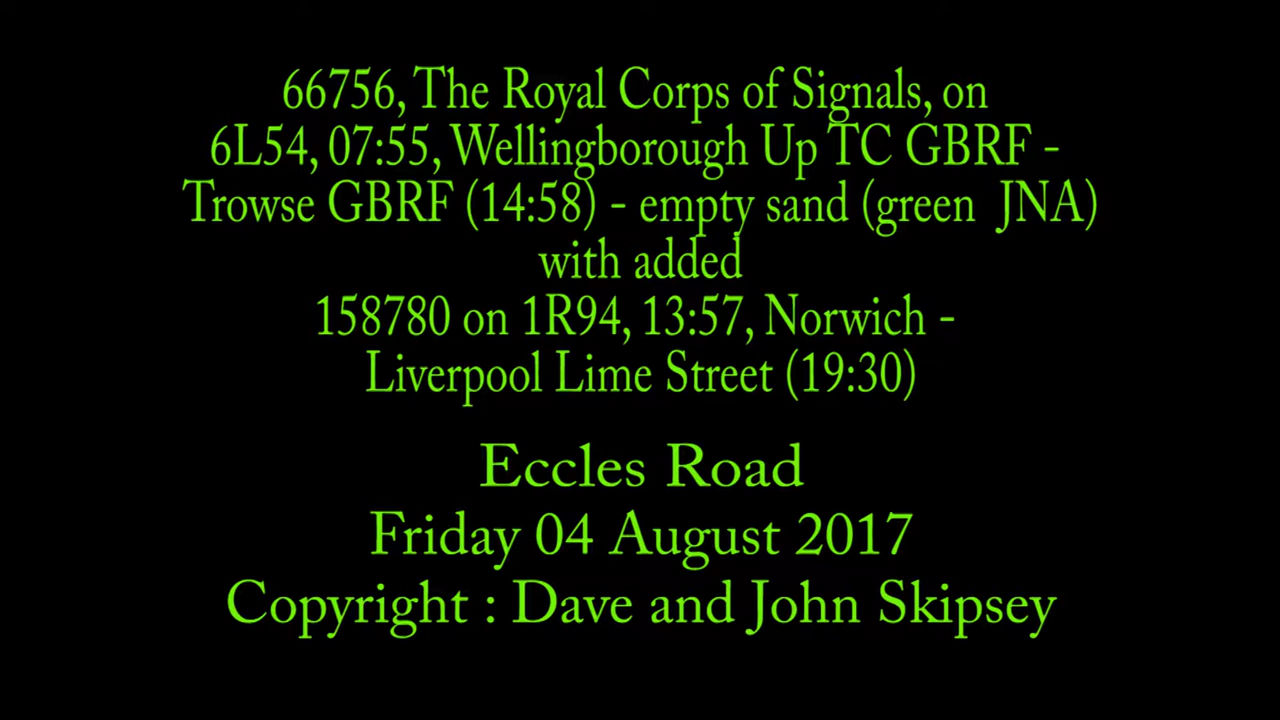 66756, The Royal Corps of Signals, on
6L54, 07:55, Wellingborough Up TC GBRF -
Trowse GBRF (14:58) - empty sand (green JNA)
with added
158780 on 1R94, 13:57, Norwich -
Liverpool Lime Street (19:30)
Eccles Road
Friday 04 August 2017
Copyright : Dave and John Skipsey